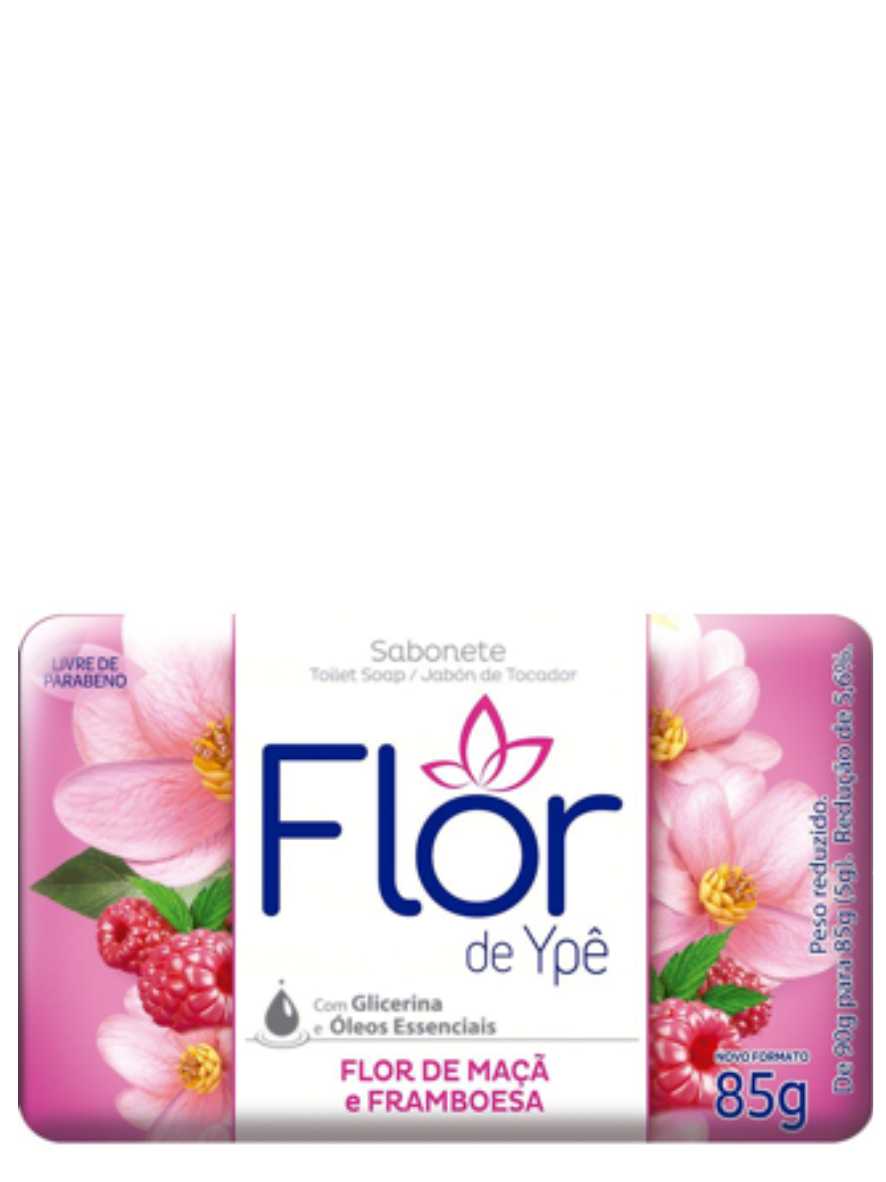 LIVRE DE
PARABENO
Sabonete
Toilet Soap / Jabón de Tocador
Flor
de Ypê
Com Glicerina
e Óleos Essenciais
FLOR DE MAÇÃ
e FRAMBOESA
Peso reduzido.
De 90g para 85g (5g). Redução de 5,6%.
NOVO FORMATO
85g